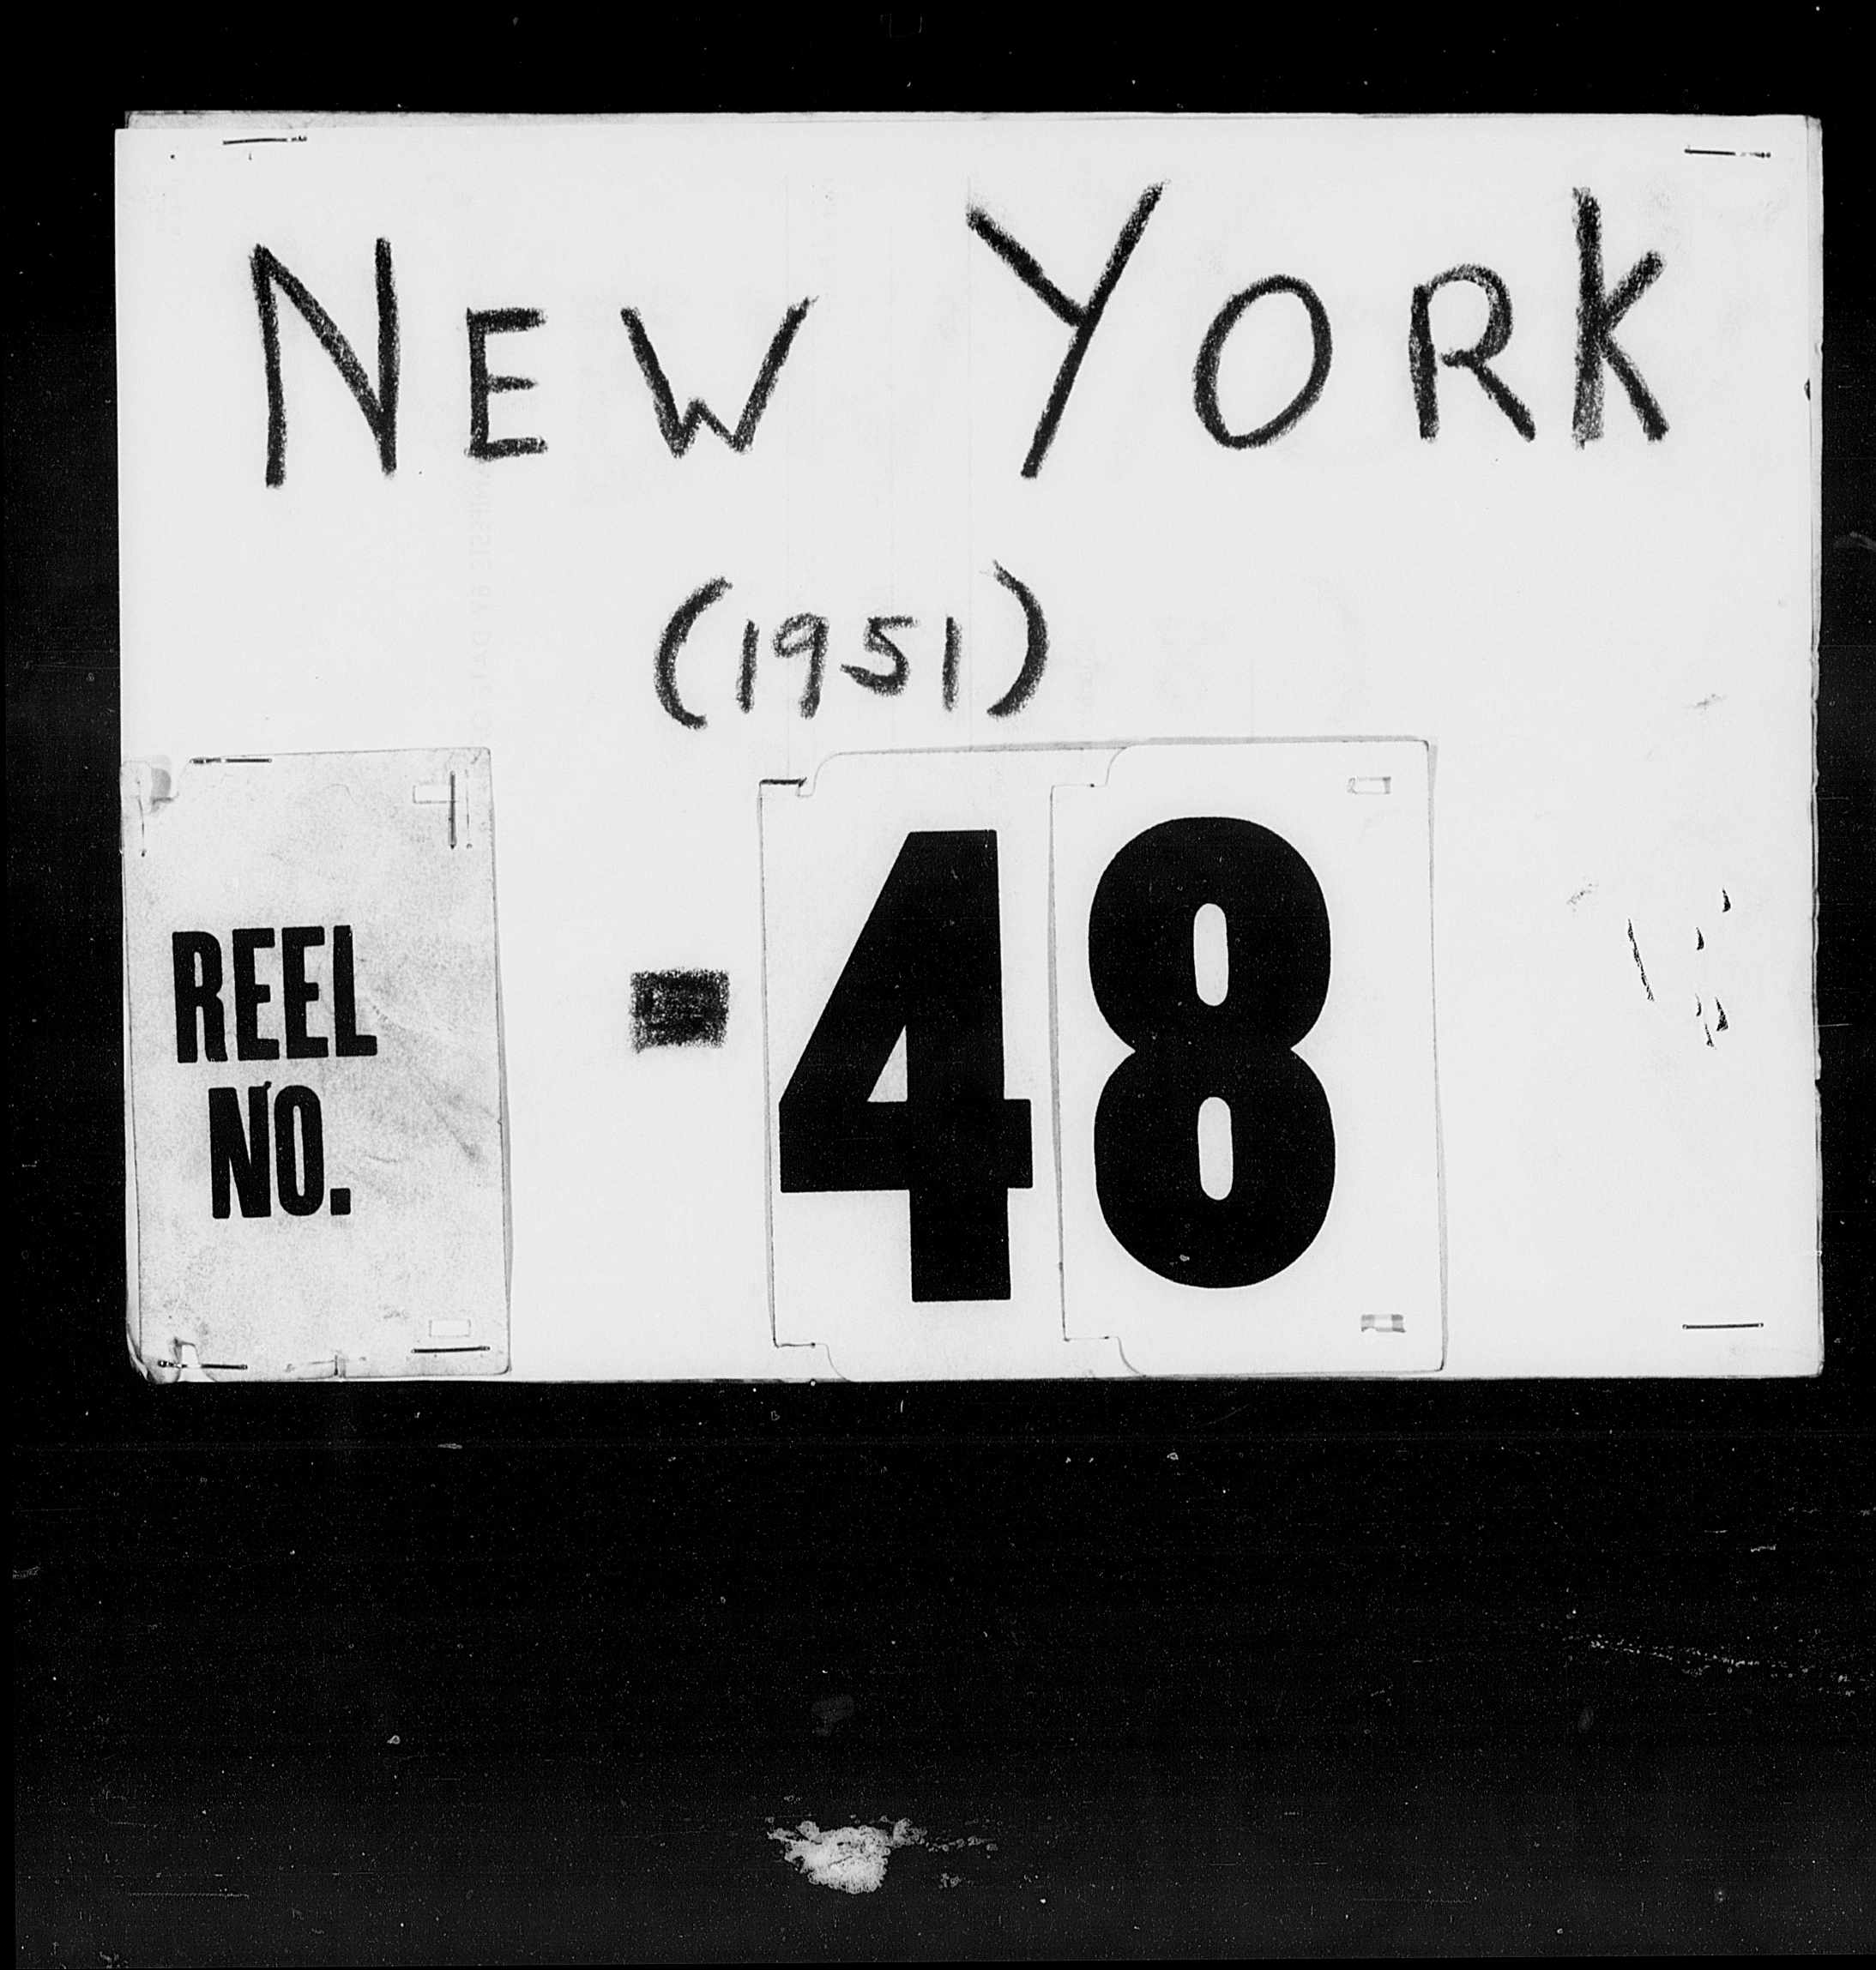 NEW YORK
(1951)
REEL
NO.
-48